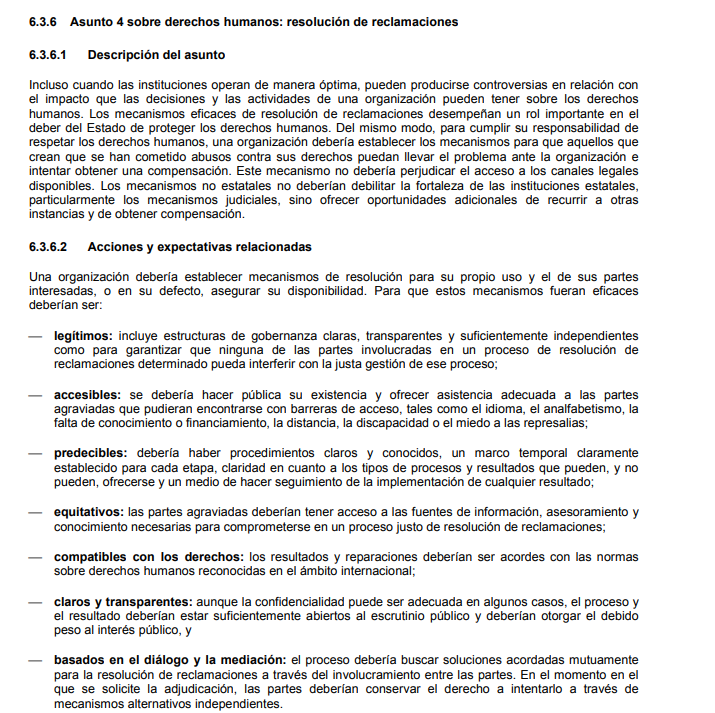 6.3.6 Asunto 4 sobre derechos humanos: resolución de reclamaciones
6.3.6.1 Descripción del asunto
Incluso cuando las instituciones operan de manera óptima, pueden producirse controversias en relación con
el impacto que las decisiones y las actividades de una organización pueden tener sobre los derechos
humanos. Los mecanismos eficaces de resolución de reclamaciones desempeñan un rol importante en el
deber del Estado de proteger los derechos humanos. Del mismo modo, para cumplir su responsabilidad de
respetar los derechos humanos, una organización debería establecer los mecanismos para que aquellos que
crean que se han cometido abusos contra sus derechos puedan llevar el problema ante la organización e
intentar obtener una compensación. Este mecanismo no debería perjudicar el acceso a los canales legales
disponibles. Los mecanismos no estatales no deberían debilitar la fortaleza de las instituciones estatales,
particularmente los mecanismos judiciales, sino ofrecer oportunidades adicionales de recurrir a otras
instancias y de obtener compensación.
6.3.6.2 Acciones y expectativas relacionadas
Una organización debería establecer mecanismos de resolución para su propio uso y el de sus partes
interesadas, o en su defecto, asegurar su disponibilidad. Para que estos mecanismos fueran eficaces
deberían ser:
— legítimos: incluye estructuras de gobernanza claras, transparentes y suficientemente independientes
como para garantizar que ninguna de las partes involucradas en un proceso de resolución de
reclamaciones determinado pueda interferir con la justa gestión de ese proceso;
— accesibles: se debería hacer pública su existencia y ofrecer asistencia adecuada a las partes
agraviadas que pudieran encontrarse con barreras de acceso, tales como el idioma, el analfabetismo, la
falta de conocimiento o financiamiento, la distancia, la discapacidad o el miedo a las represalias;
— predecibles: debería haber procedimientos claros y conocidos, un marco temporal claramente
establecido para cada etapa, claridad en cuanto a los tipos de procesos y resultados que pueden, y no
pueden, ofrecerse y un medio de hacer seguimiento de la implementación de cualquier resultado;
— equitativos: las partes agraviadas deberían tener acceso a las fuentes de información, asesoramiento y
conocimiento necesarias para comprometerse en un proceso justo de resolución de reclamaciones;
— compatibles con los derechos: los resultados y reparaciones deberían ser acordes con las normas
sobre derechos humanos reconocidas en el ámbito internacional;
— claros y transparentes: aunque la confidencialidad puede ser adecuada en algunos casos, el proceso y
el resultado deberían estar suficientemente abiertos al escrutinio público y deberían otorgar el debido
peso al interés público, y
— basados en el diálogo y la mediación: el proceso debería buscar soluciones acordadas mutuamente
para la resolución de reclamaciones a través del involucramiento entre las partes. En el momento en el
que se solicite la adjudicación, las partes deberían conservar el derecho a intentarlo a través de
mecanismos alternativos independientes.